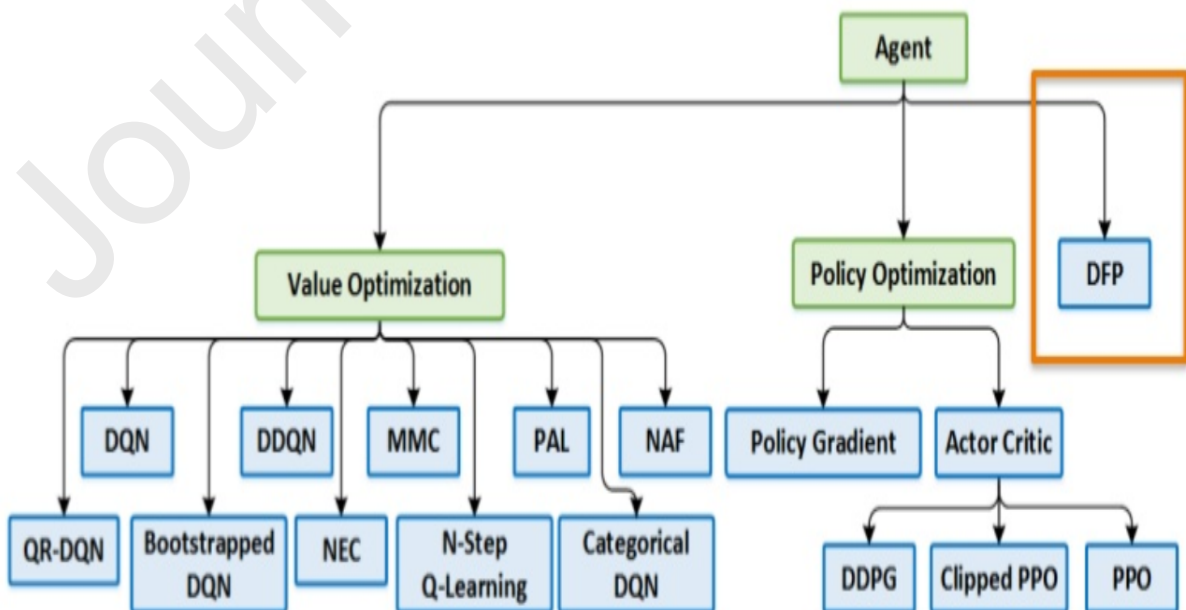 Jour
Agent
Value Optimization
Policy Optimization
DFP
DQN
DDQN
MMC
PAL
NAF
Policy Gradient
Actor Critic
QR-DQN
Bootstrapped
DQN
NEC
N-Step
Q-Learning
Categorical
DQN
DDPG
Clipped PPO
PPO